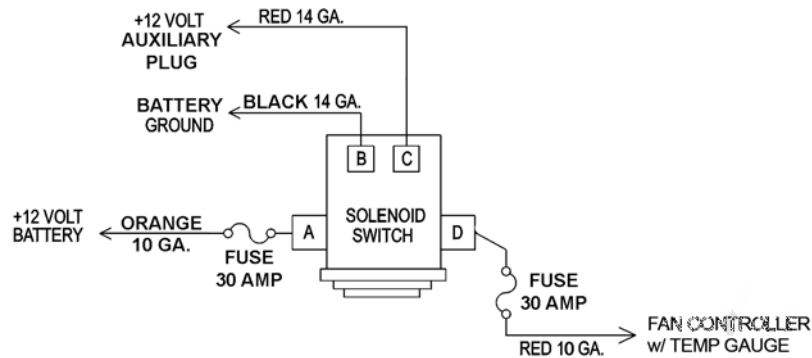 +12 VOLT
AUXILIARY
PLUG
RED 14 GA.
BATTERY
GROUND
BLACK 14 GA.
B
C
+12 VOLT
BATTERY
ORANGE
10 GA.
FUSE
30 AMP
A
SOLENOID
SWITCH
D
FUSE
30 AMP
RED 10 GA.
FAN CONTROLLER
w/ TEMP GAUGE